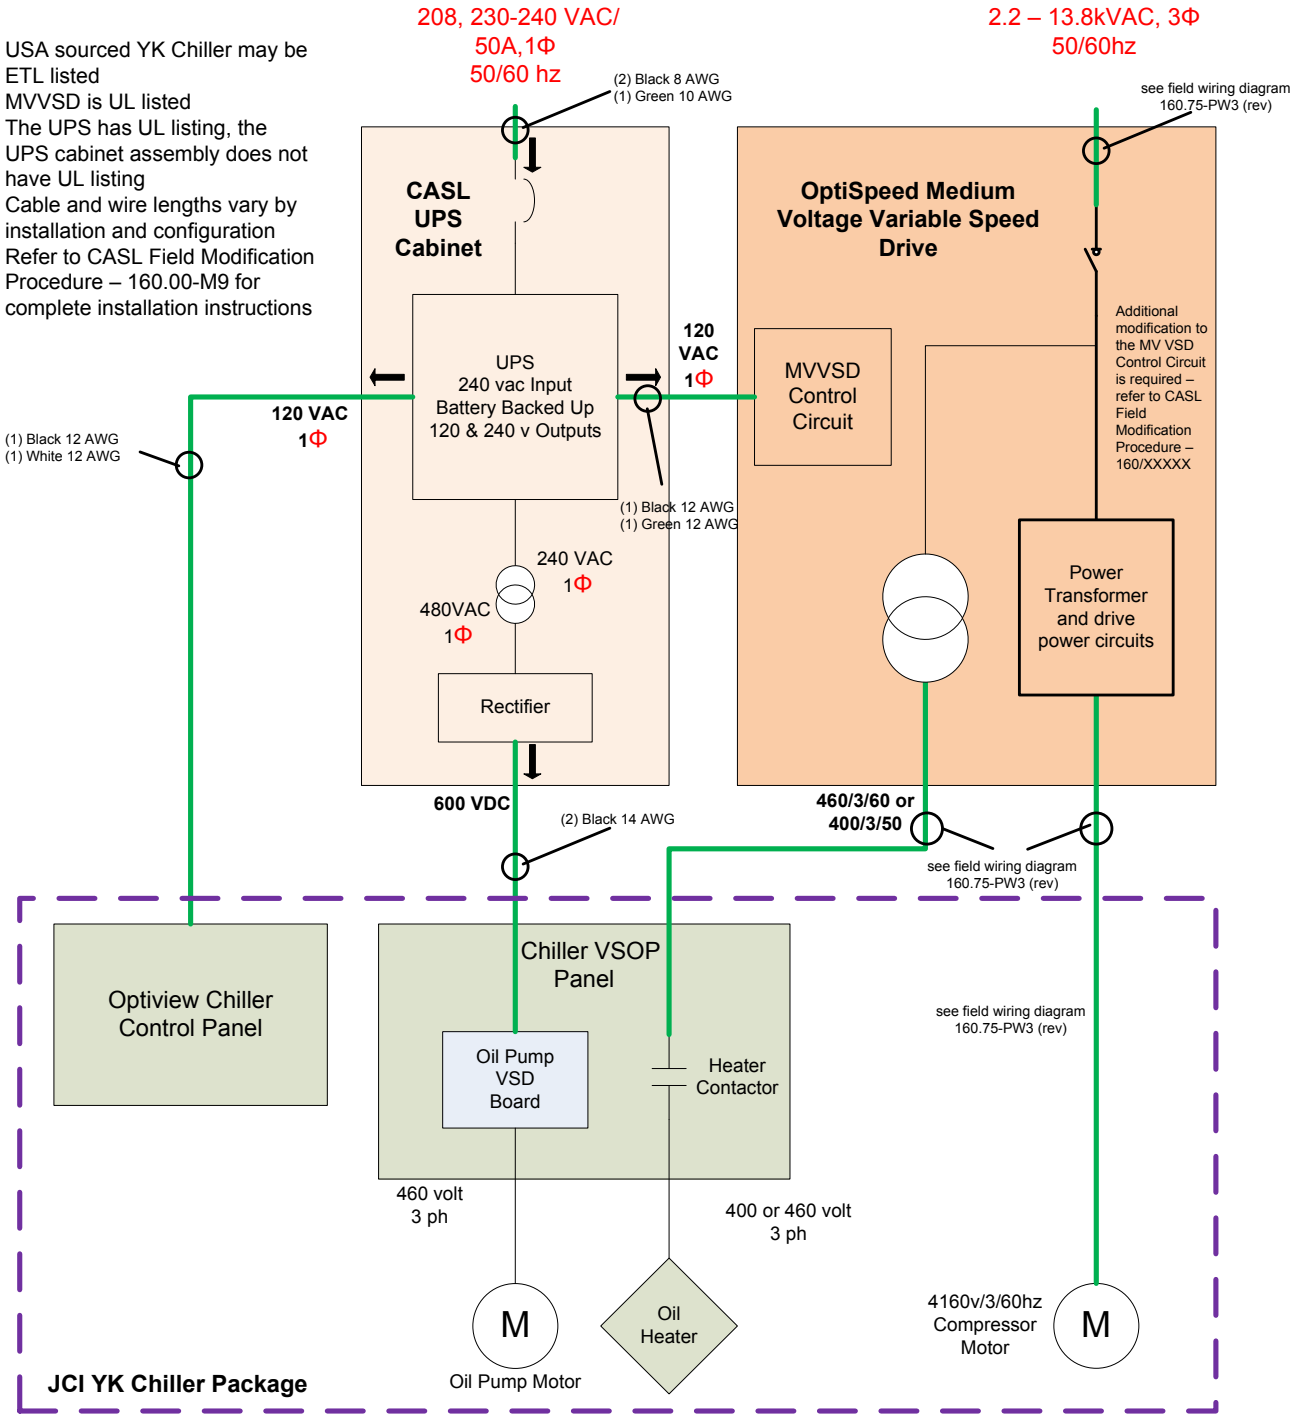 208, 230-240 VAC/
50A,1Φ
50/60 hz
2.2 – 13.8kVAC, 3Φ
50/60hz
USA sourced YK Chiller may be
ETL listed
MVVSD is UL listed
The UPS has UL listing, the
UPS cabinet assembly does not
have UL listing
Cable and wire lengths vary by
installation and configuration
Refer to CASL Field Modification
Procedure – 160.00-M9 for
complete installation instructions
(2) Black 8 AWG
(1) Green 10 AWG
see field wiring diagram
160.75-PW3 (rev)
CASL
UPS
Cabinet
OptiSpeed Medium
Voltage Variable Speed
Drive
UPS
240 vac Input
Battery Backed Up
120 & 240 v Outputs
120
VAC
1Φ
MVVSD
Control
Circuit
Additional
modification to
the MV VSD
Control Circuit
is required –
refer to CASL
Field
Modification
Procedure –
160/XXXXX
120 VAC
1Φ
(1) Black 12 AWG
(1) White 12 AWG
(1) Black 12 AWG
(1) Green 12 AWG
240 VAC
1Φ
480VAC
1Φ
Power
Transformer
and drive
power circuits
Rectifier
600 VDC
(2) Black 14 AWG
460/3/60 or
400/3/50
see field wiring diagram
160.75-PW3 (rev)
Optiview Chiller
Control Panel
Chiller VSOP
Panel
Oil Pump
VSD
Board
Heater
Contactor
see field wiring diagram
160.75-PW3 (rev)
460 volt
3 ph
400 or 460 volt
3 ph
M
Oil Pump Motor
Oil
Heater
4160v/3/60hz
Compressor
Motor
M
JCI YK Chiller Package